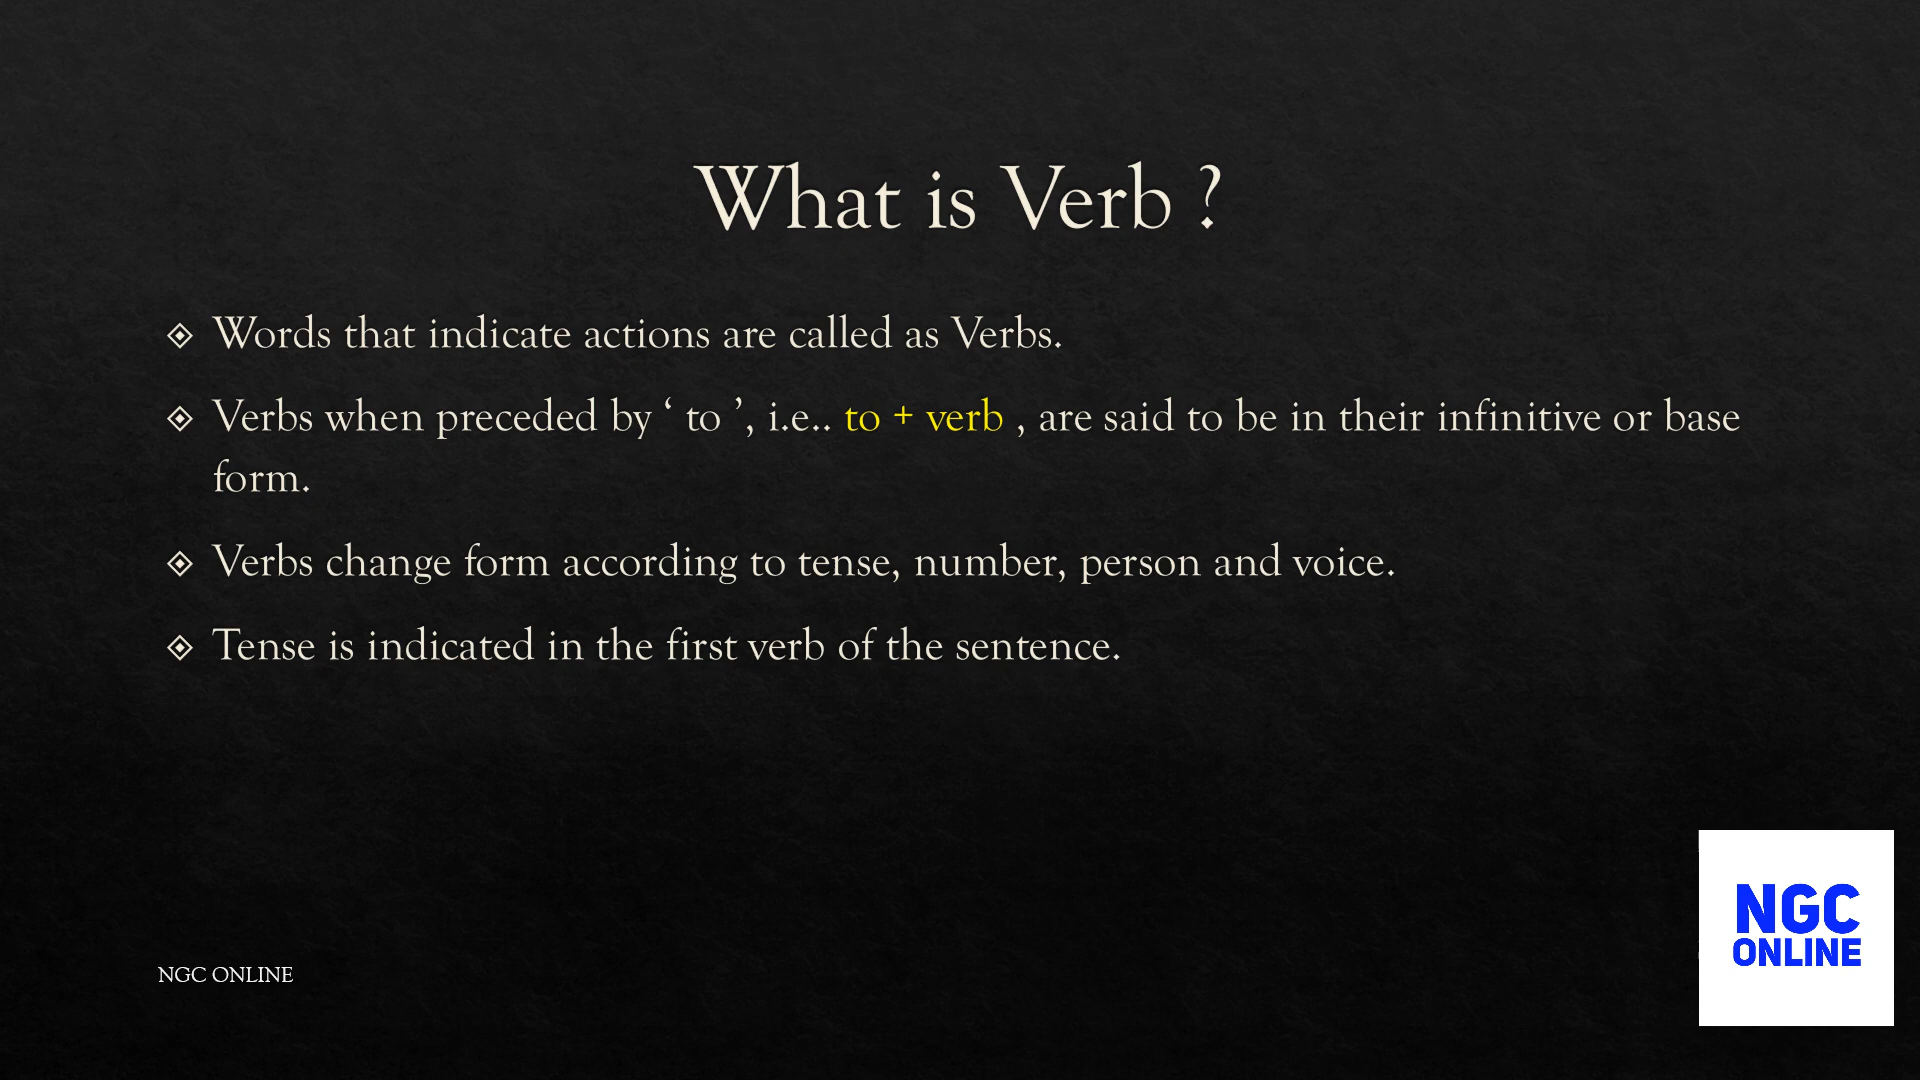 What is Verb ?
Words that indicate actions are called as Verbs.
Verbs when preceded by ‘ to ’, i.e.. to + verb , are said to be in their infinitive or base
form.
Verbs change form according to tense, number, person and voice.
Tense is indicated in the first verb of the sentence.
NGC
ONLINE
NGC ONLINE